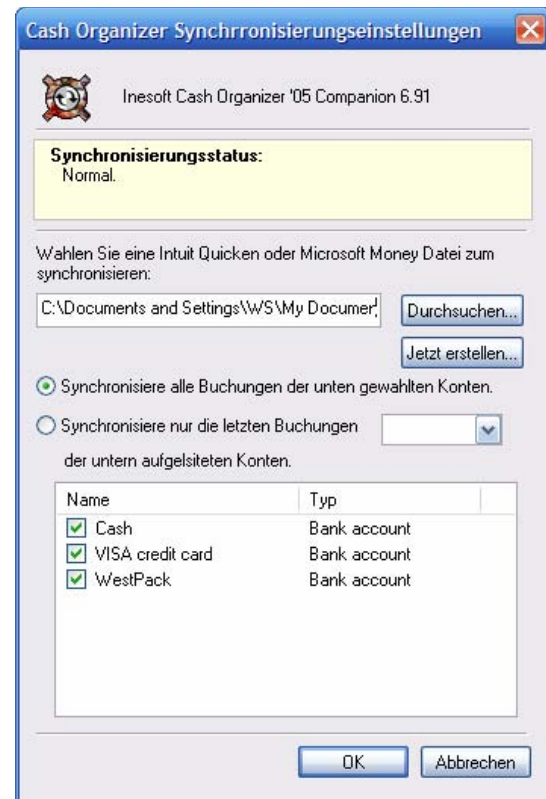 Cash Organizer Synchrronisierungseinstellungen
Inesoft Cash Organizer '05 Companion 6.91
Synchronisierungsstatus:
Normal.
Wahlen Sie eine Intuit Quicken oder Microsoft Money Datei zum
synchronisieren:
C:\Documents and Settings\WS\My Documen
Durchsuchen...
Jetzt erstellen...
Synchronisiere alle Buchungen der unten gewahlten Konten.
Synchronisiere nur die letzten Buchungen
der untern aufgelsiteten Konten.
Name Typ
Cash Bank account
VISA credit card Bank account
WestPack Bank account
OK Abbrechen